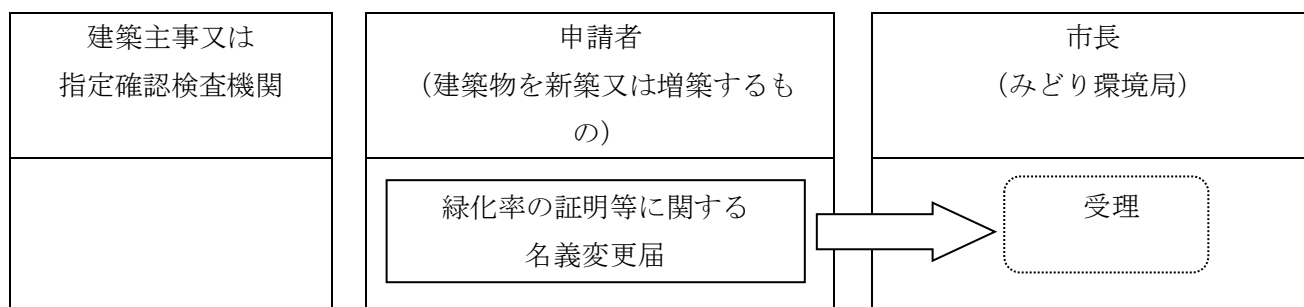 建築主事又は
指定確認検査機関
申請者
（建築物を新築又は増築するも
の）
市長
（みどり環境局）
緑化率の証明等に関する
名義変更届
受理